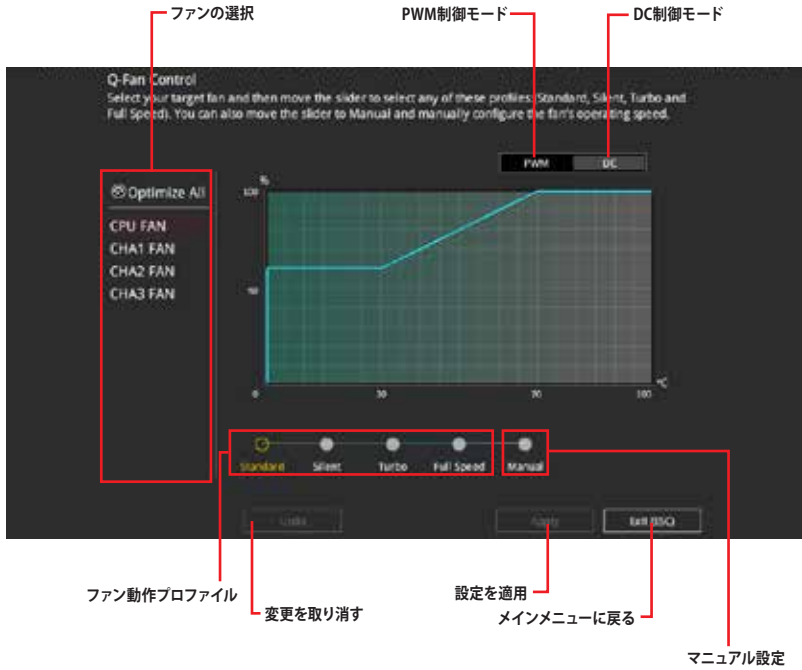 ファンの選択
PWM制御モード
DC制御モード
Q-Fan Control
Select your target fan and then move the slider to select any of these profiles (Standard, Silent, Turbo and
Full Speed). You can also move the slider to Manual and manually configure the fan's operating speed.
PWM
DC
Optimize All
CPU FAN
CHA1 FAN
CHA2 FAN
CHA3 FAN
%
100
50
0
30
70
100
°C
Standard
Silent
Turbo
Full Speed
Manual
Undo
Apply
Exit (ESC)
ファン動作プロファイル
変更を取り消す
設定を適用
メインメニューに戻る
マニュアル設定